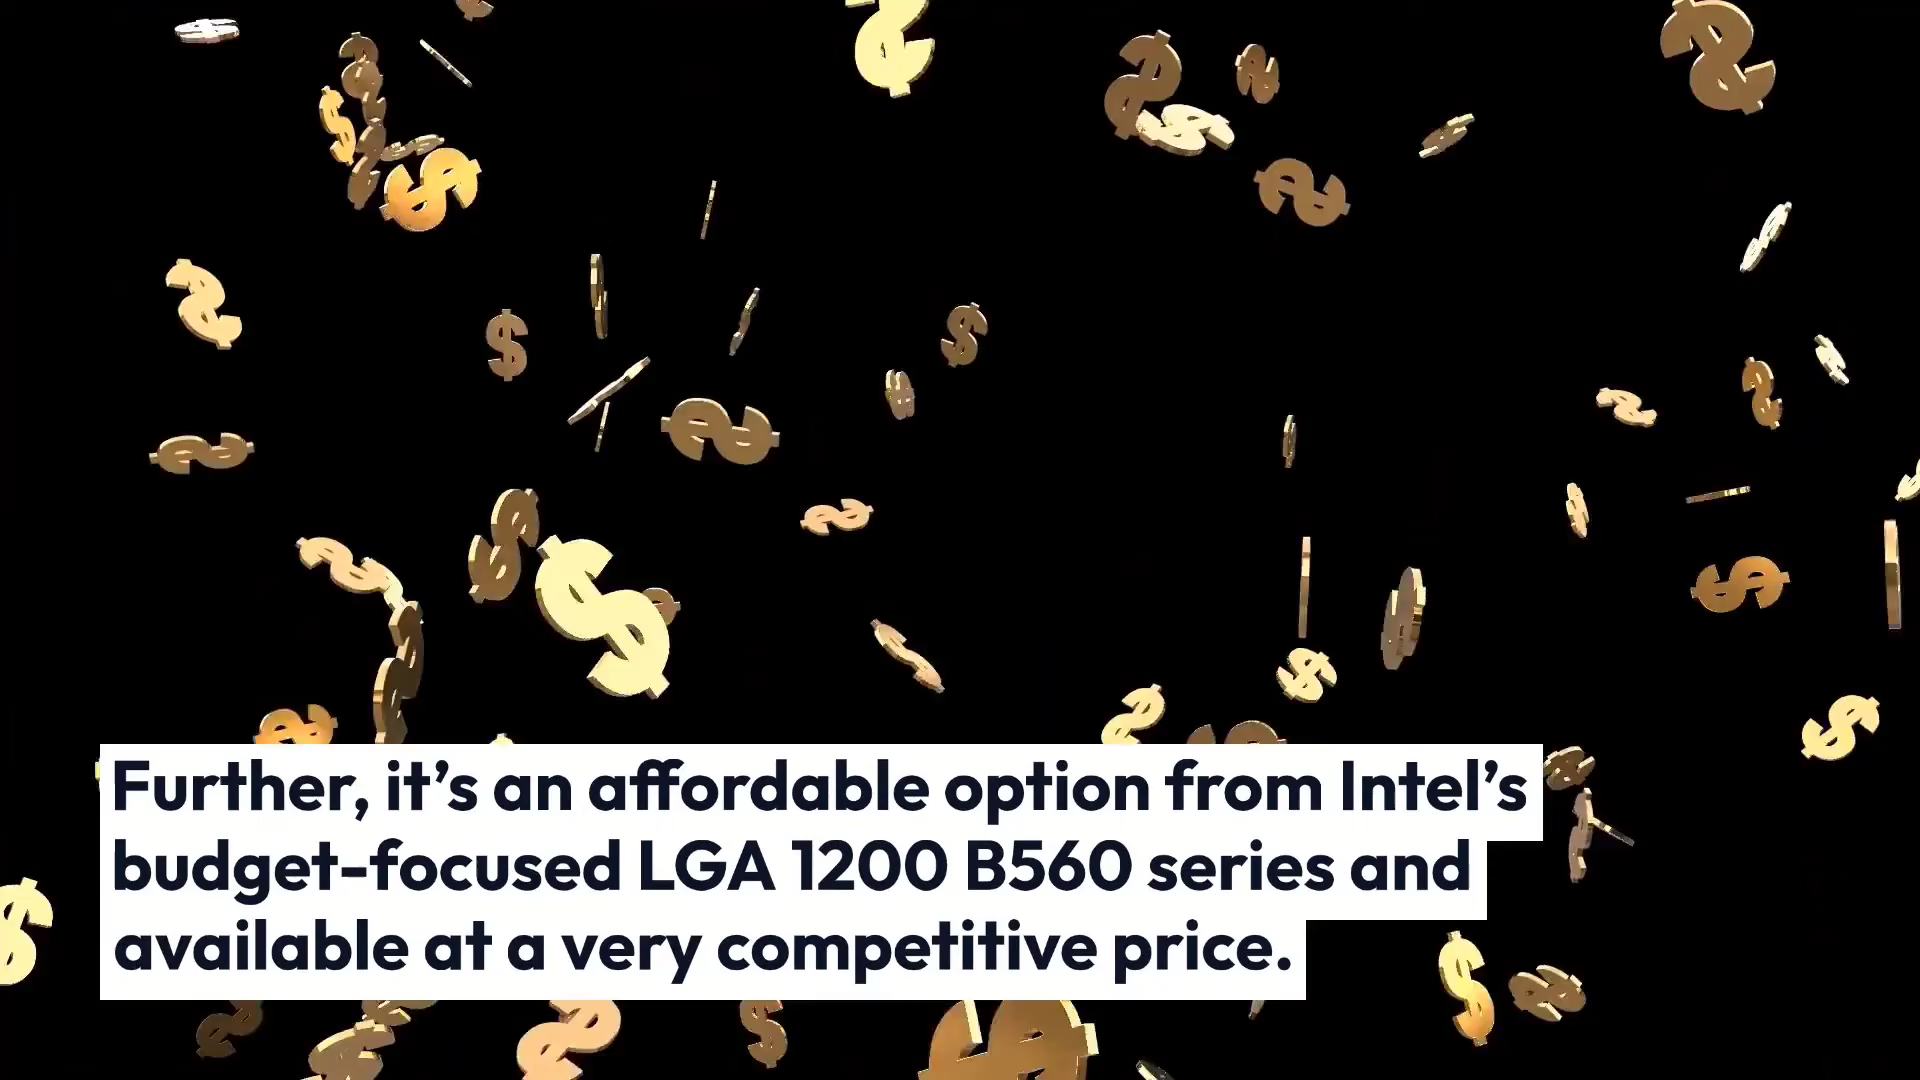 Further, it’s an affordable option from Intel’s
budget-focused LGA 1200 B560 series and
available at a very competitive price.